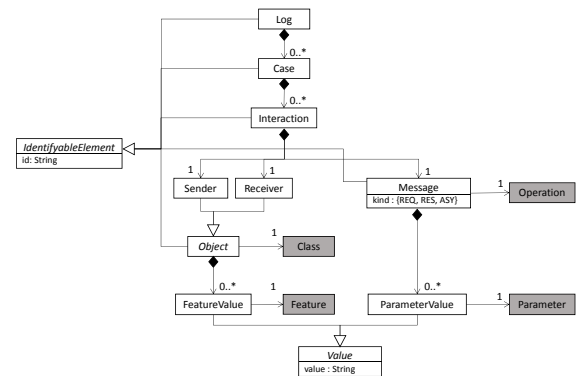 Log
0..*
Case
0..*
Interaction
IdentifyableElement
id: String
1
1
1
1
Sender
Receiver
Message
kind : {REQ, RES, ASY}
Operation
1
Object
Class
0..*
1
0..*
1
FeatureValue
Feature
ParameterValue
Parameter
Value
value : String